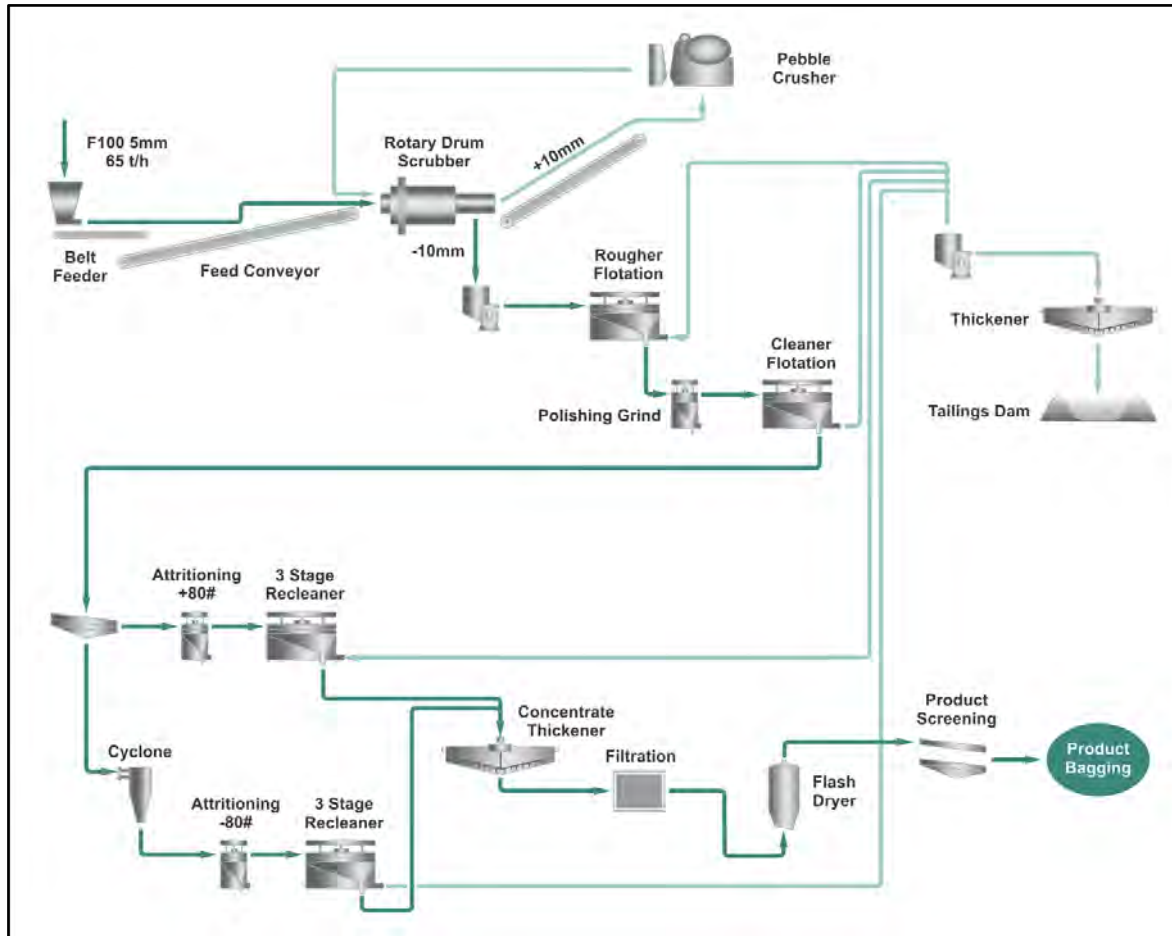 Pebble
Crusher
F100 5mm
65 t/h
Rotary Drum
Scrubber
+10mm
Belt
Feeder
Feed Conveyor
-10mm
Rougher
Flotation
Thickener
Cleaner
Flotation
Polishing Grind
Tailings Dam
Attritioning
+80#
3 Stage
Recleaner
Concentrate
Thickener
Product
Screening
Cyclone
Filtration
Product
Bagging
Flash
Dryer
Attritioning
-80#
3 Stage
Recleaner